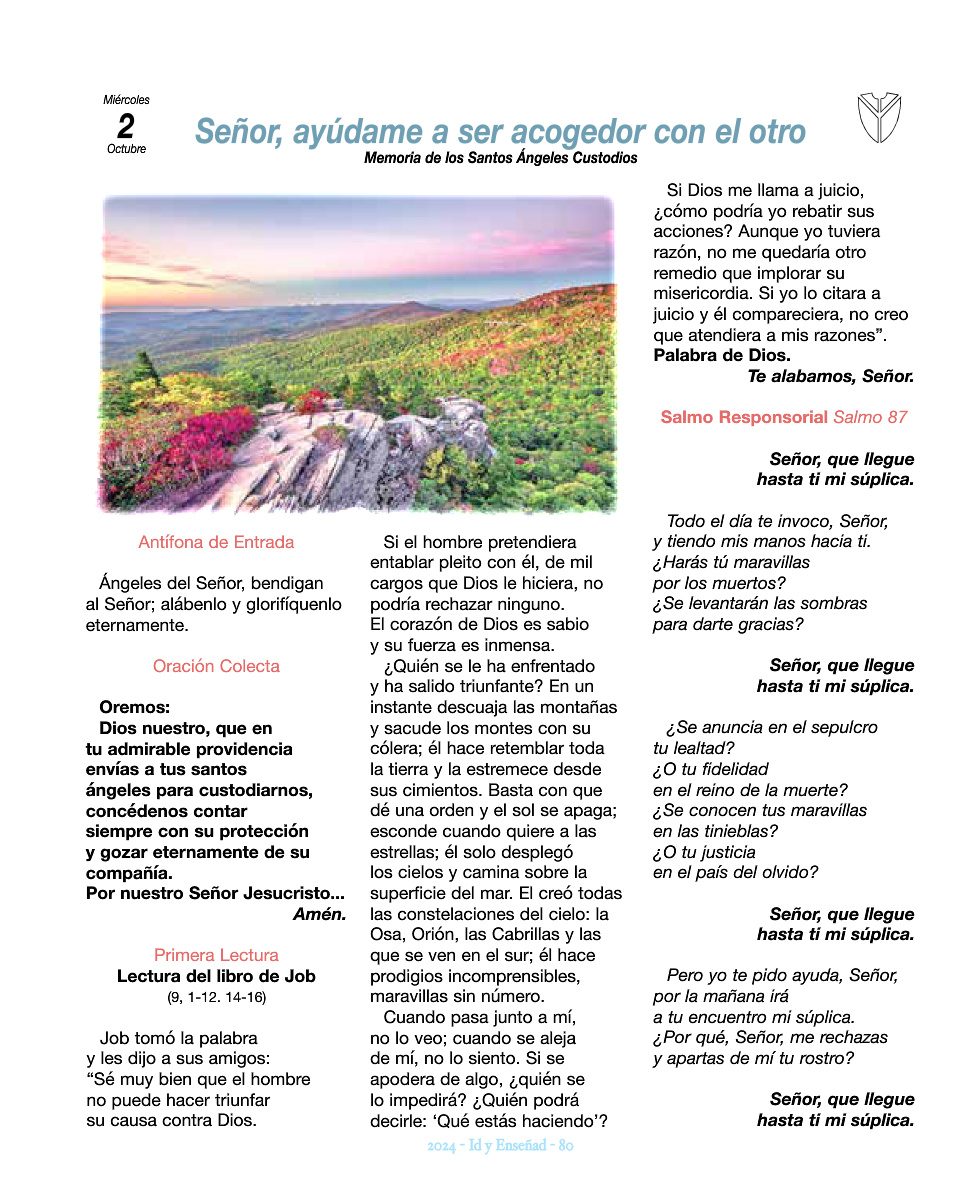 Miércoles
2
Octubre
Señor, ayúdame a ser acogedor con el otro
Memoria de los Santos Ángeles Custodios
Antífona de Entrada
Ángeles del Señor, bendigan
al Señor; alábenlo y glorifíquenlo
eternamente.
Oración Colecta
Oremos:
Dios nuestro, que en
tu admirable providencia
envías a tus santos
ángeles para custodiarnos,
concédenos contar
siempre con su protección
y gozar eternamente de su
compañía.
Por nuestro Señor Jesucristo...
Amén.
Primera Lectura
Lectura del libro de Job
(9, 1-12. 14-16)
Job tomó la palabra
y les dijo a sus amigos:
“Sé muy bien que el hombre
no puede hacer triunfar
su causa contra Dios.
Si el hombre pretendiera
entablar pleito con él, de mil
cargos que Dios le hiciera, no
podría rechazar ninguno.
El corazón de Dios es sabio
y su fuerza es inmensa.
¿Quién se le ha enfrentado
y ha salido triunfante? En un
instante descuaja las montañas
y sacude los montes con su
cólera; él hace retemblar toda
la tierra y la estremece desde
sus cimientos. Basta con que
dé una orden y el sol se apaga;
esconde cuando quiere a las
estrellas; él solo desplegó
los cielos y camina sobre la
superficie del mar. El creó todas
las constelaciones del cielo: la
Osa, Orión, las Cabrillas y las
que se ven en el sur; él hace
prodigios incomprensibles,
maravillas sin número.
Cuando pasa junto a mí,
no lo veo; cuando se aleja
de mí, no lo siento. Si se
apodera de algo, ¿quién se
lo impedirá? ¿Quién podrá
decirle: ‘Qué estás haciendo’?
Si Dios me llama a juicio,
¿cómo podría yo rebatir sus
acciones? Aunque yo tuviera
razón, no me quedaría otro
remedio que implorar su
misericordia. Si yo lo citara a
juicio y él compareciera, no creo
que atendiera a mis razones”.
Palabra de Dios.
Te alabamos, Señor.
Salmo Responsorial Salmo 87
Señor, que llegue
hasta ti mi súplica.
Todo el día te invoco, Señor,
y tiendo mis manos hacia ti.
¿Harás tú maravillas
por los muertos?
¿Se levantarán las sombras
para darte gracias?
Señor, que llegue
hasta ti mi súplica.
¿Se anuncia en el sepulcro
tu lealtad?
¿O tu fidelidad
en el reino de la muerte?
¿Se conocen tus maravillas
en las tinieblas?
¿O tu justicia
en el país del olvido?
Señor, que llegue
hasta ti mi súplica.
Pero yo te pido ayuda, Señor,
por la mañana irá
a tu encuentro mi súplica.
¿Por qué, Señor, me rechazas
y apartas de mí tu rostro?
Señor, que llegue
hasta ti mi súplica.
2024 - Id y Enseñad - 80